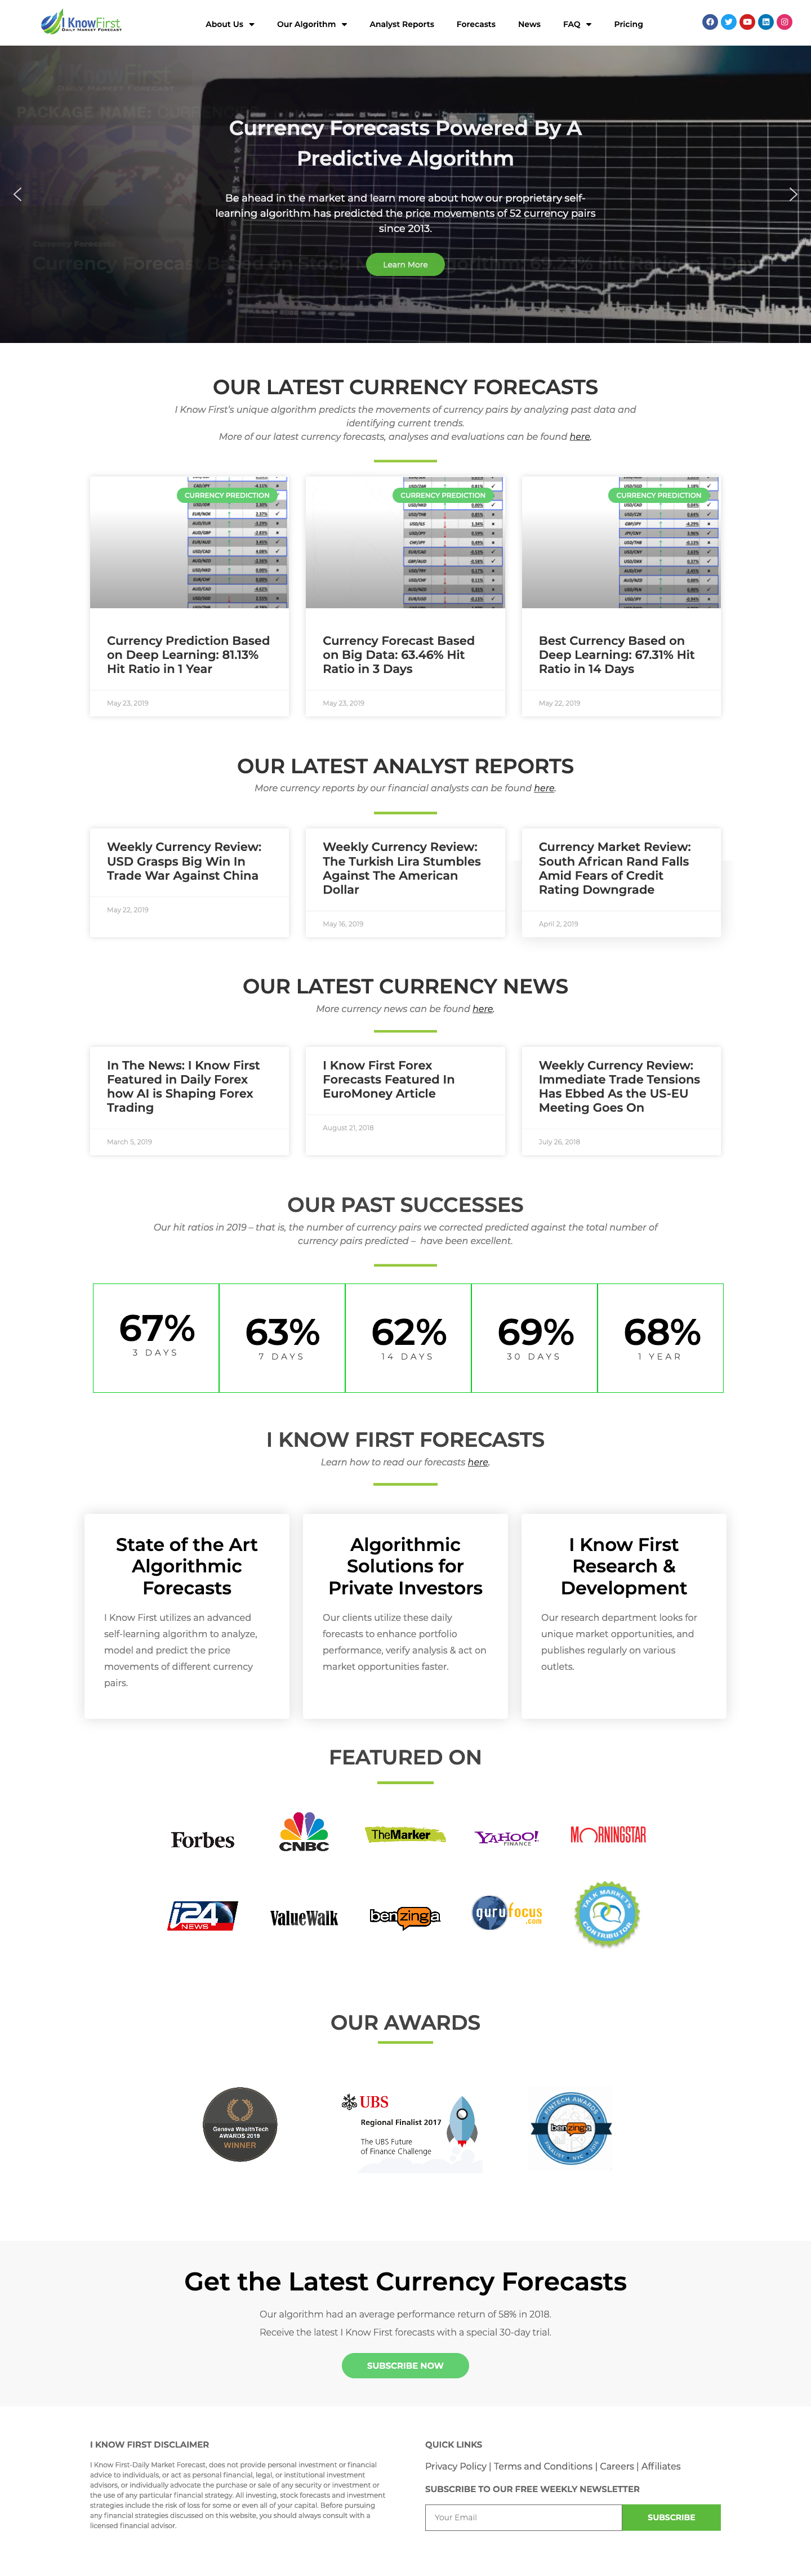 I Know First
DAILY MARKET FORECAST
About Us
Our Algorithm
Analyst Reports
Forecasts
News
FAQ
Pricing
Currency Forecasts Powered By A
Predictive Algorithm
Be ahead in the market and learn more about how our proprietary self-
learning algorithm has predicted the price movements of 52 currency pairs
since 2013.
Learn More
OUR LATEST CURRENCY FORECASTS
I Know First's unique algorithm predicts the movements of currency pairs by analyzing past data and
identifying current trends.
More of our latest currency forecasts, analyses and evaluations can be found here.
CURRENCY PREDICTION
Currency Prediction Based
on Deep Learning: 81.13%
Hit Ratio in 1 Year
May 23, 2019
CURRENCY PREDICTION
Currency Forecast Based
on Big Data: 63.46% Hit
Ratio in 3 Days
May 23, 2019
CURRENCY PREDICTION
Best Currency Based on
Deep Learning: 67.31% Hit
Ratio in 14 Days
May 22, 2019
OUR LATEST ANALYST REPORTS
More currency reports by our financial analysts can be found here.
Weekly Currency Review:
USD Grasps Big Win In
Trade War Against China
May 22, 2019
Weekly Currency Review:
The Turkish Lira Stumbles
Against The American
Dollar
May 16, 2019
Currency Market Review:
South African Rand Falls
Amid Fears of Credit
Rating Downgrade
April 2, 2019
OUR LATEST CURRENCY NEWS
More currency news can be found here.
In The News: I Know First
Featured in Daily Forex
how AI is Shaping Forex
Trading
March 5, 2019
I Know First Forex
Forecasts Featured In
EuroMoney Article
August 21, 2018
Weekly Currency Review:
Immediate Trade Tensions
Has Ebbed As the US-EU
Meeting Goes On
July 26, 2018
OUR PAST SUCCESSES
Our hit ratios in 2019 – that is, the number of currency pairs we corrected predicted against the total number of
currency pairs predicted – have been excellent.
67%
3 DAYS
63%
7 DAYS
62%
14 DAYS
69%
30 DAYS
68%
1 YEAR
I KNOW FIRST FORECASTS
Learn how to read our forecasts here.
State of the Art
Algorithmic
Forecasts
I Know First utilizes an advanced
self-learning algorithm to analyze,
model and predict the price
movements of different currency
pairs.
Algorithmic
Solutions for
Private Investors
Our clients utilize these daily
forecasts to enhance portfolio
performance, verify analysis & act on
market opportunities faster.
I Know First
Research &
Development
Our research department looks for
unique market opportunities, and
publishes regularly on various
outlets.
FEATURED ON
Forbes
CNBC
TheMarker
YAHOO!
FINANCE
MORNINGSTAR
i24
NEWS
ValueWalk
benzinga
gurufocus
.com
TALK MARKETS
CONTRIBUTOR
OUR AWARDS
Geneva WealthTech
AWARDS 2019
WINNER
UBS
Regional Finalist 2017
The UBS Future
of Finance Challenge
FINTECH AWARDS
benzinga
FINALIST
Get the Latest Currency Forecasts
Our algorithm had an average performance return of 58% in 2018.
Receive the latest I Know First forecasts with a special 30-day trial.
SUBSCRIBE NOW
I KNOW FIRST DISCLAIMER
I Know First-Daily Market Forecast, does not provide personal investment or financial
advice to individuals, or act as personal financial, legal, or institutional investment
advisors, or individually advocate the purchase or sale of any security or investment or
the use of any particular financial strategy. All investing, stock forecasts and investment
strategies include the risk of loss for some or even all of your capital. Before pursuing
any financial strategies discussed on this website, you should always consult with a
licensed financial advisor.
QUICK LINKS
Privacy Policy | Terms and Conditions | Careers | Affiliates
SUBSCRIBE TO OUR FREE WEEKLY NEWSLETTER
Your Email
SUBSCRIBE